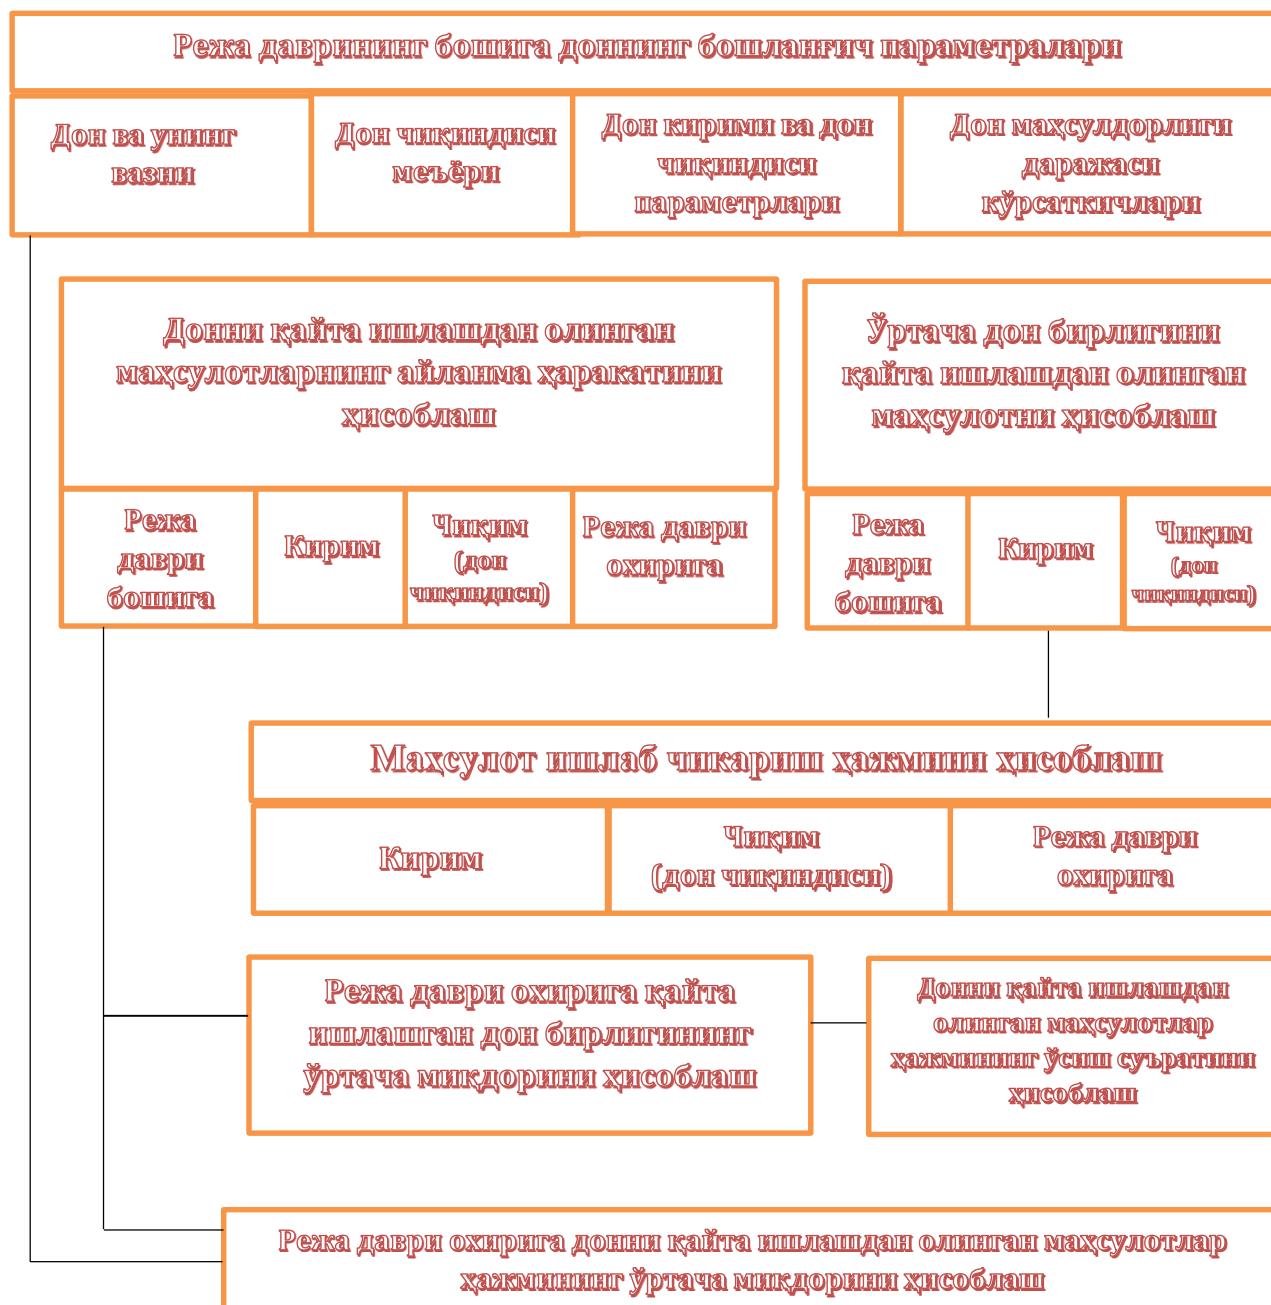 Режа даврининг бошига доннинг бошланғич параметралари
Дон ва унинг
вазни
Дон чиқиндиси
меъёри
Дон кирими ва дон
чиқиндиси
параметрлари
Дон маҳсулдорлиги
даражаси
кўрсаткичлари
Донни қайта ишлашдан олинган
маҳсулотларнинг айланма ҳаракатини
ҳисоблаш
Ўртача дон бирлигини
қайта ишлашдан олинган
маҳсулотни ҳисоблаш
Режа
даври
бошига
Кирим
Чиқим
(дон
чиқиндиси)
Режа даври
охирига
Режа
даври
бошига
Кирим
Чиқим
(дон
чиқиндиси)
Маҳсулот ишлаб чикариш ҳажмини ҳисоблаш
Кирим
Чиқим
(дон чиқиндиси)
Режа даври
охирига
Режа даври охирига қайта
ишлашган дон бирлигининг
ўртача миқдорини ҳисоблаш
Донни қайта ишлашдан
олинган маҳсулотлар
ҳажмининг ўсиш суъратини
ҳисоблаш
Режа даври охирига донни қайта ишлашдан олинган маҳсулотлар
ҳажмининг ўртача миқдорини ҳисоблаш